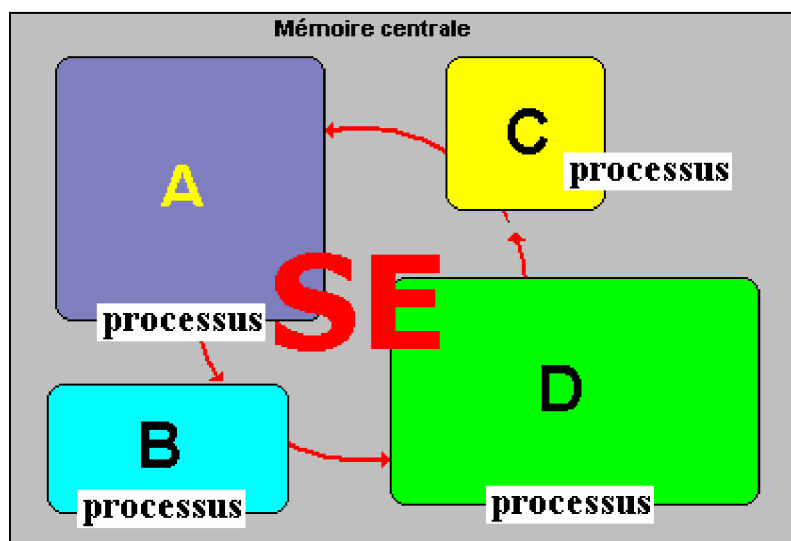 Mémoire centrale
A
C
processus
SE
processus
D
B
processus
processus